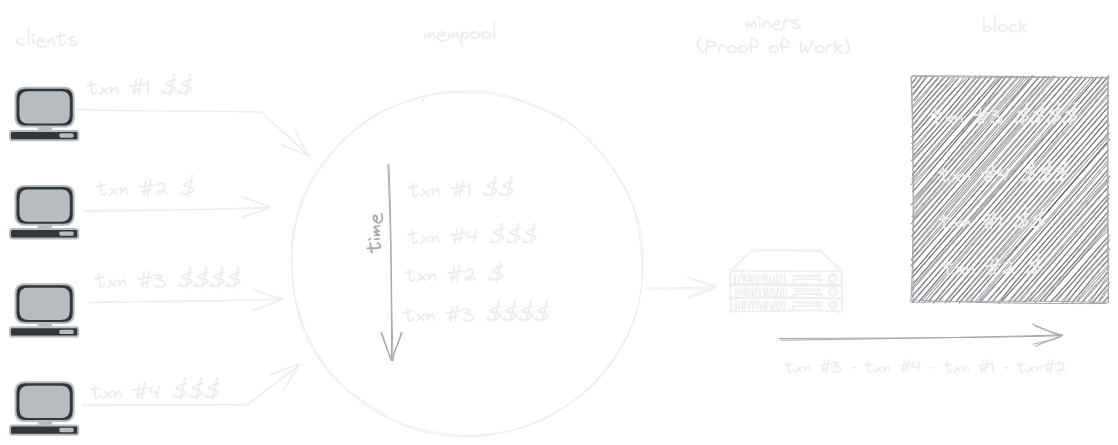 clients
mempool
miners
(Proof of Work)
block
txn #1 $$
txn #2 $
txn #3 $$$$
txn #4 $$$
time
txn #1 $$
txn #4 $$$
txn #2 $
txn #3 $$$$
txn #3 $$$$
txn #4 $$$
txn #1 $$
txn #2 $
txn #3 - txn #4 - txn #1 - txn#2